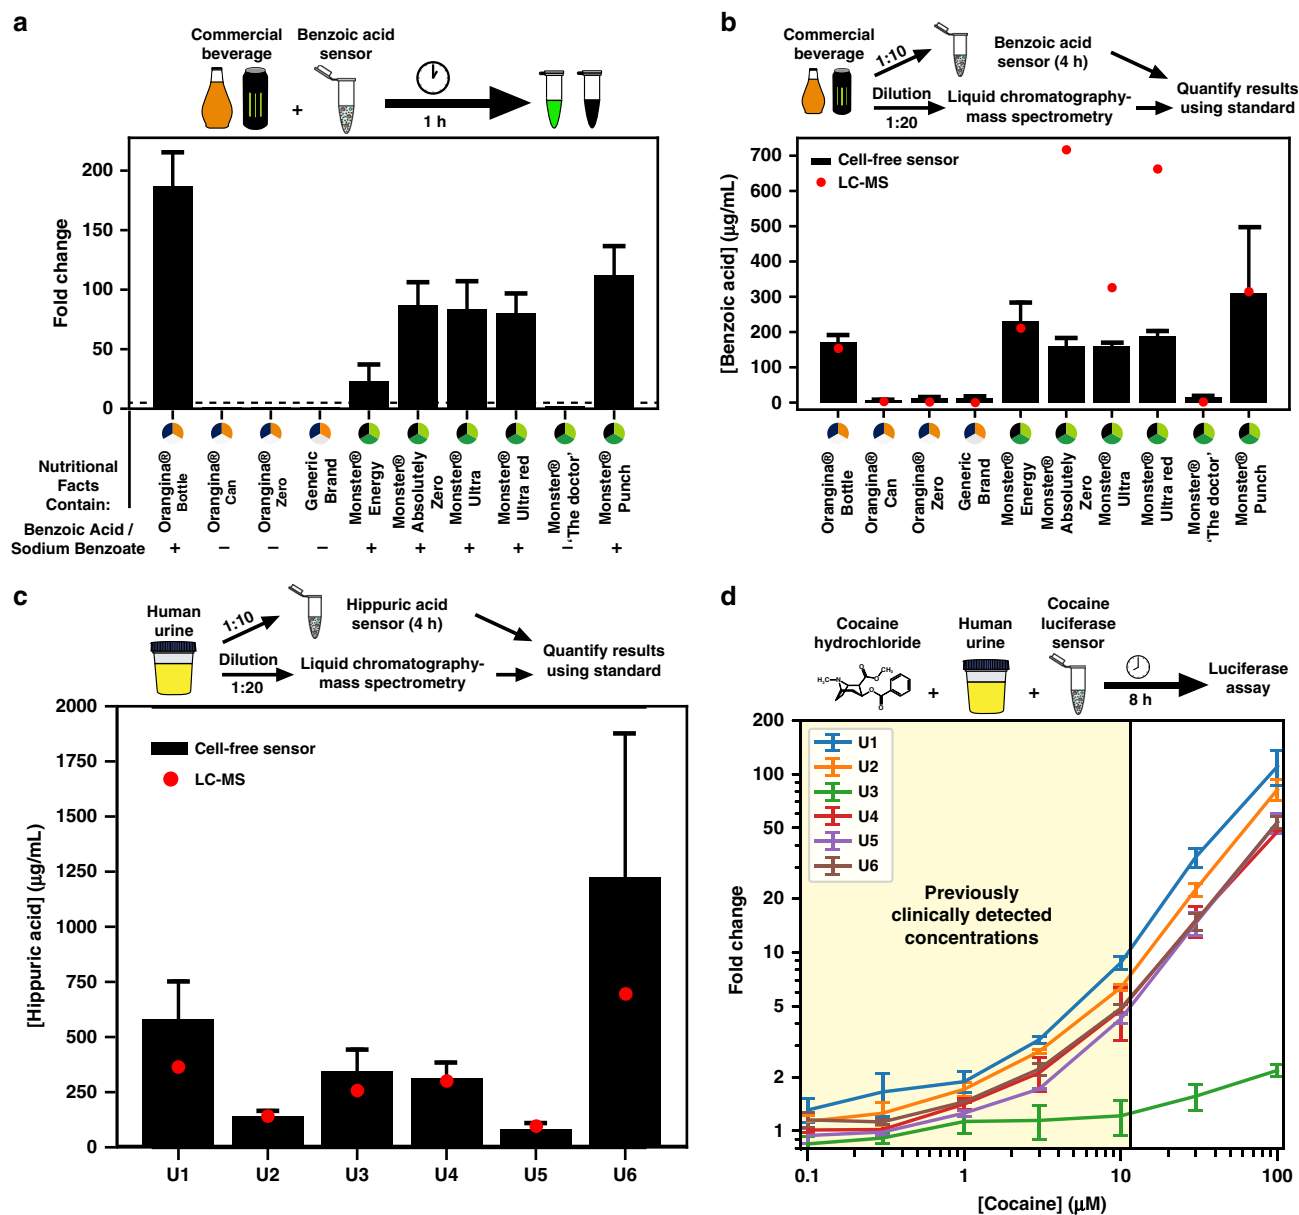 a
Commercial
beverage
Benzoic acid
sensor
+
1 h
Fold change
200
150
100
50
0
Nutritional
Facts
Contain:
Benzoic Acid /
Sodium Benzoate
Orangina®
Bottle
Orangina®
Can
Orangina®
Zero
Generic
Brand
Monster®
Energy
Monster®
Absolutely
Zero
Monster®
Ultra
Monster®
Ultra red
Monster®
‘The doctor’
Monster®
Punch
+ – – – + + + + – +
b
Commercial
beverage
1:10
Benzoic acid
sensor (4 h)
Dilution
1:20
Liquid chromatography-
mass spectrometry
Quantify results
using standard
[Benzoic acid] (µg/mL)
700
600
500
400
300
200
100
0
Cell-free sensor
LC-MS
Orangina®
Bottle
Orangina®
Can
Orangina®
Zero
Generic
Brand
Monster®
Energy
Monster®
Absolutely
Zero
Monster®
Ultra
Monster®
Ultra red
Monster®
‘The doctor’
Monster®
Punch
c
Human
urine
1:10
Hippuric acid
sensor (4 h)
Dilution
1:20
Liquid chromatography-
mass spectrometry
Quantify results
using standard
[Hippuric acid] (µg/mL)
2000
1750
1500
1250
1000
750
500
250
0
Cell-free sensor
LC-MS
U1 U2 U3 U4 U5 U6
d
Cocaine
hydrochloride
+
Human
urine
+
Cocaine
luciferase
sensor
8 h
Luciferase
assay
H₃C
N
O
O
CH₃
O
O
Fold change
200
100
50
20
10
5
2
1
U1
U2
U3
U4
U5
U6
Previously
clinically detected
concentrations
0.1 1 10 100
[Cocaine] (µM)